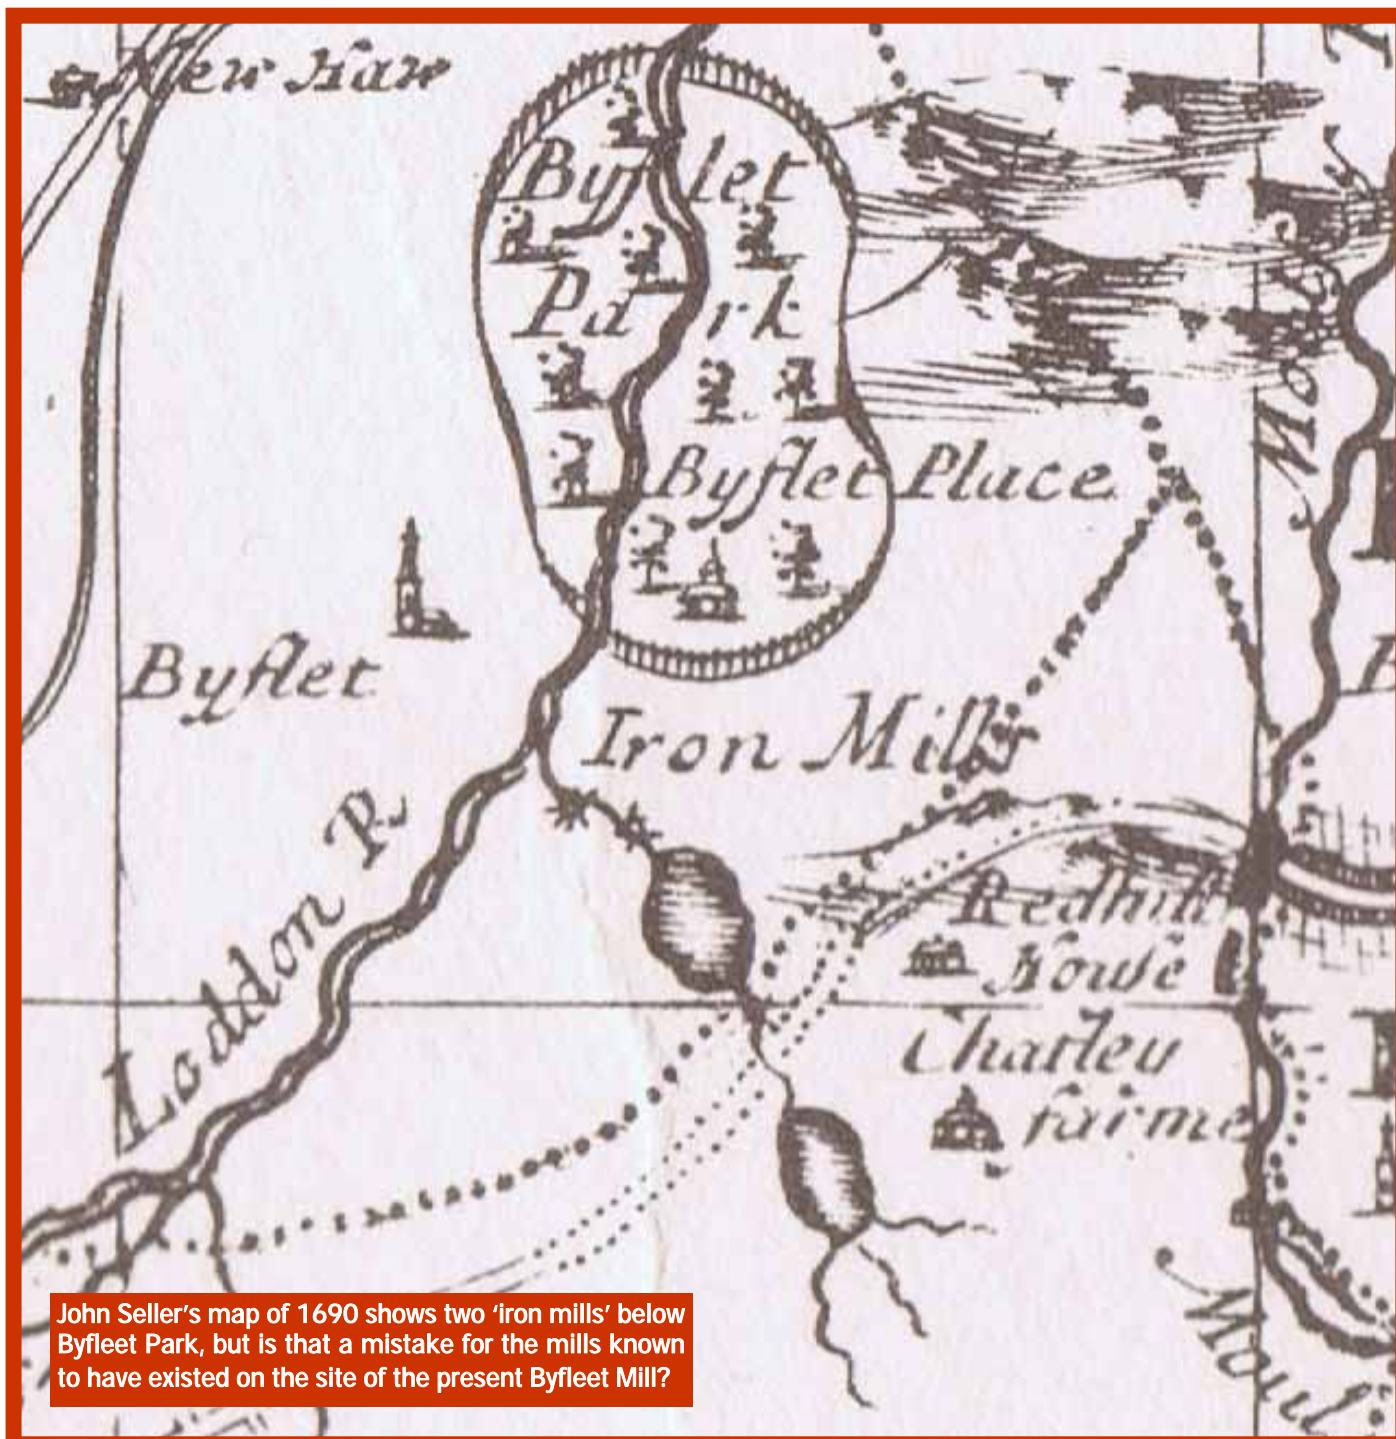 New Haw
Byflet
Park
Byflet Place
Byflet
Iron Mills
Loddon R.
Redhill
House
Chatley
farme
Moul
John Seller’s map of 1690 shows two ‘iron mills’ below
Byfleet Park, but is that a mistake for the mills known
to have existed on the site of the present Byfleet Mill?